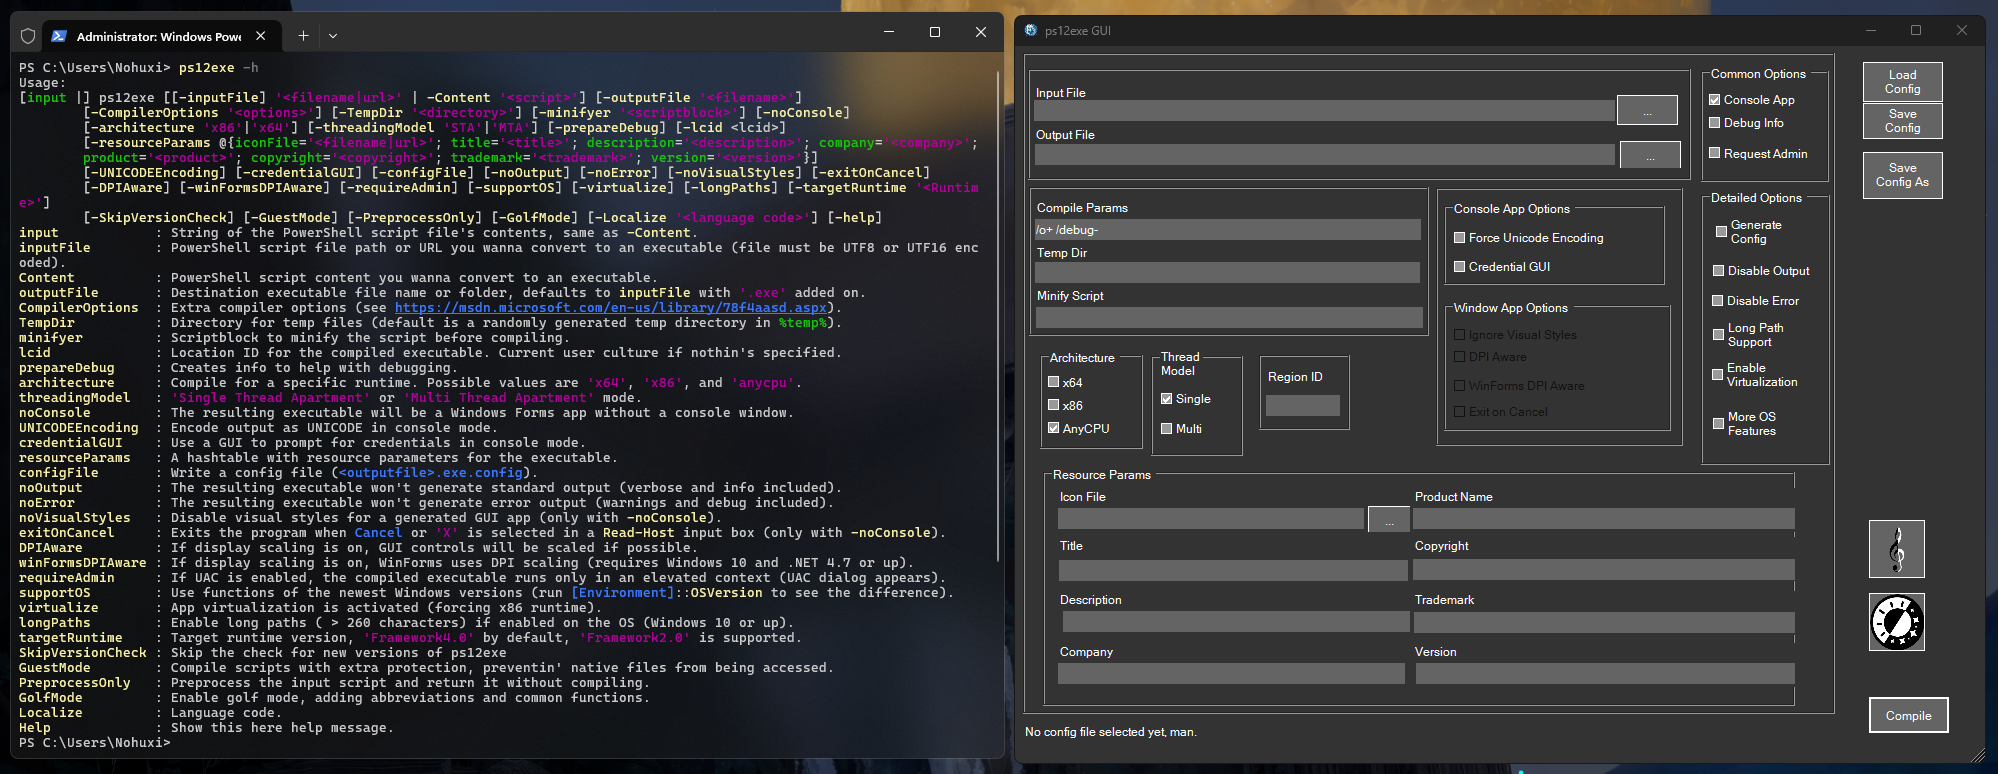 Administrator: Windows Powe
PS C:\Users\Nohuxi> ps12exe -h
Usage:
[input |] ps12exe [[-inputFile] '<filename|url>' | -Content '<script>'] [-outputFile '<filename>']
[-CompilerOptions '<options>'] [-TempDir '<directory>'] [-minifyer '<scriptblock>'] [-noConsole]
[-architecture 'x86'|'x64'] [-threadingModel 'STA'|'MTA'] [-prepareDebug] [-lcid <lcid>]
[-resourceParams @{iconFile='<filename|url>'; title='<title>'; description='<description>'; company='<company>';
product='<product>'; copyright='<copyright>'; trademark='<trademark>'; version='<version>'}]
[-UNICODEEncoding] [-credentialGUI] [-configFile] [-noOutput] [-noError] [-noVisualStyles] [-exitOnCancel]
[-DPIAware] [-winFormsDPIAware] [-requireAdmin] [-supportOS] [-virtualize] [-longPaths] [-targetRuntime '<Runtim
e>']
[-SkipVersionCheck] [-GuestMode] [-PreprocessOnly] [-GolfMode] [-Localize '<language code>'] [-help]
input : String of the PowerShell script file's contents, same as -Content.
inputFile : PowerShell script file path or URL you wanna convert to an executable (file must be UTF8 or UTF16 enc
oded).
Content : PowerShell script content you wanna convert to an executable.
outputFile : Destination executable file name or folder, defaults to inputFile with '.exe' added on.
CompilerOptions : Extra compiler options (see https://msdn.microsoft.com/en-us/library/78f4aasd.aspx).
TempDir : Directory for temp files (default is a randomly generated temp directory in %temp%).
minifyer : Scriptblock to minify the script before compiling.
lcid : Location ID for the compiled executable. Current user culture if nothin's specified.
prepareDebug : Creates info to help with debugging.
architecture : Compile for a specific runtime. Possible values are 'x64', 'x86', and 'anycpu'.
threadingModel : 'Single Thread Apartment' or 'Multi Thread Apartment' mode.
noConsole : The resulting executable will be a Windows Forms app without a console window.
UNICODEEncoding : Encode output as UNICODE in console mode.
credentialGUI : Use a GUI to prompt for credentials in console mode.
resourceParams : A hashtable with resource parameters for the executable.
configFile : Write a config file (<outputfile>.exe.config).
noOutput : The resulting executable won't generate standard output (verbose and info included).
noError : The resulting executable won't generate error output (warnings and debug included).
noVisualStyles : Disable visual styles for a generated GUI app (only with -noConsole).
exitOnCancel : Exits the program when Cancel or 'X' is selected in a Read-Host input box (only with -noConsole).
DPIAware : If display scaling is on, GUI controls will be scaled if possible.
winFormsDPIAware : If display scaling is on, WinForms uses DPI scaling (requires Windows 10 and .NET 4.7 or up).
requireAdmin : If UAC is enabled, the compiled executable runs only in an elevated context (UAC dialog appears).
supportOS : Use functions of the newest Windows versions (run [Environment]::OSVersion to see the difference).
virtualize : App virtualization is activated (forcing x86 runtime).
longPaths : Enable long paths ( > 260 characters) if enabled on the OS (Windows 10 or up).
targetRuntime : Target runtime version, 'Framework4.0' by default, 'Framework2.0' is supported.
SkipVersionCheck : Skip the check for new versions of ps12exe
GuestMode : Compile scripts with extra protection, preventin' native files from being accessed.
PreprocessOnly : Preprocess the input script and return it without compiling.
GolfMode : Enable golf mode, adding abbreviations and common functions.
Localize : Language code.
Help : Show this here help message.
PS C:\Users\Nohuxi>
ps12exe GUI
Input File
...
Output File
...
Common Options
Console App
Debug Info
Request Admin
Load
Config
Save
Config
Save
Config As
Compile Params
/o+ /debug-
Temp Dir
Minify Script
Console App Options
Force Unicode Encoding
Credential GUI
Window App Options
Ignore Visual Styles
DPI Aware
WinForms DPI Aware
Exit on Cancel
Detailed Options
Generate
Config
Disable Output
Disable Error
Long Path
Support
Enable
Virtualization
More OS
Features
Architecture
x64
x86
AnyCPU
Thread
Model
Single
Multi
Region ID
Resource Params
Icon File
...
Product Name
Title
Copyright
Description
Trademark
Company
Version
Compile
No config file selected yet, man.